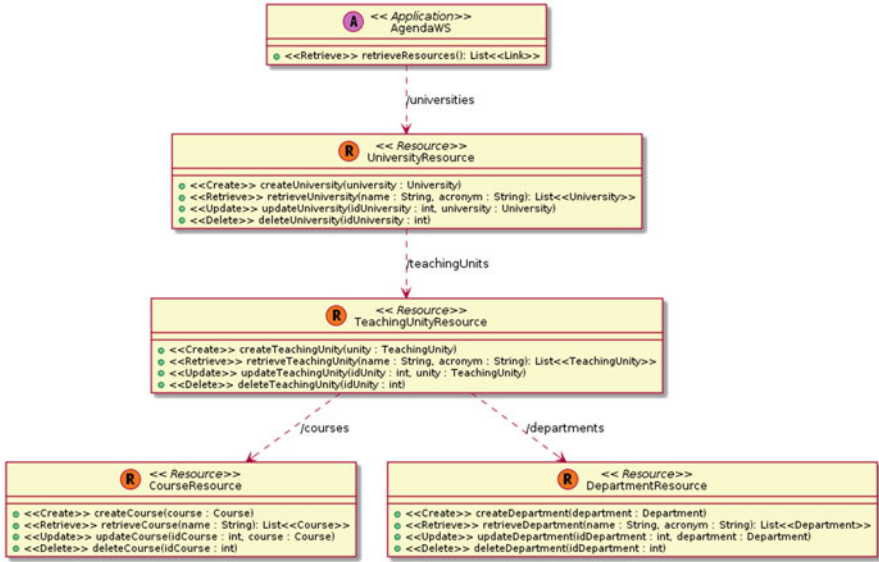 A
<< Application>>
AgendaWS
<<Retrieve>> retrieveResources(): List<<Link>>
/universities
R
<< Resource>>
UniversityResource
<<Create>> createUniversity(university : University)
<<Retrieve>> retrieveUniversity(name : String, acronym : String): List<<University>>
<<Update>> updateUniversity(idUniversity : int, university : University)
<<Delete>> deleteUniversity(idUniversity : int)
/teachingUnits
R
<< Resource>>
TeachingUnityResource
<<Create>> createTeachingUnity(unity : TeachingUnity)
<<Retrieve>> retrieveTeachingUnity(name : String, acronym : String): List<<TeachingUnity>>
<<Update>> updateTeachingUnity(idUnity : int, unity : TeachingUnity)
<<Delete>> deleteTeachingUnity(idUnity : int)
/courses
/departments
R
<< Resource>>
CourseResource
<<Create>> createCourse(course : Course)
<<Retrieve>> retrieveCourse(name : String): List<<Course>>
<<Update>> updateCourse(idCourse : int, course : Course)
<<Delete>> deleteCourse(idCourse : int)
R
<< Resource>>
DepartmentResource
<<Create>> createDepartment(department : Department)
<<Retrieve>> retrieveDepartment(name : String, acronym : String): List<<Department>>
<<Update>> updateDepartment(idDepartment : int, department : Department)
<<Delete>> deleteDepartment(idDepartment : int)